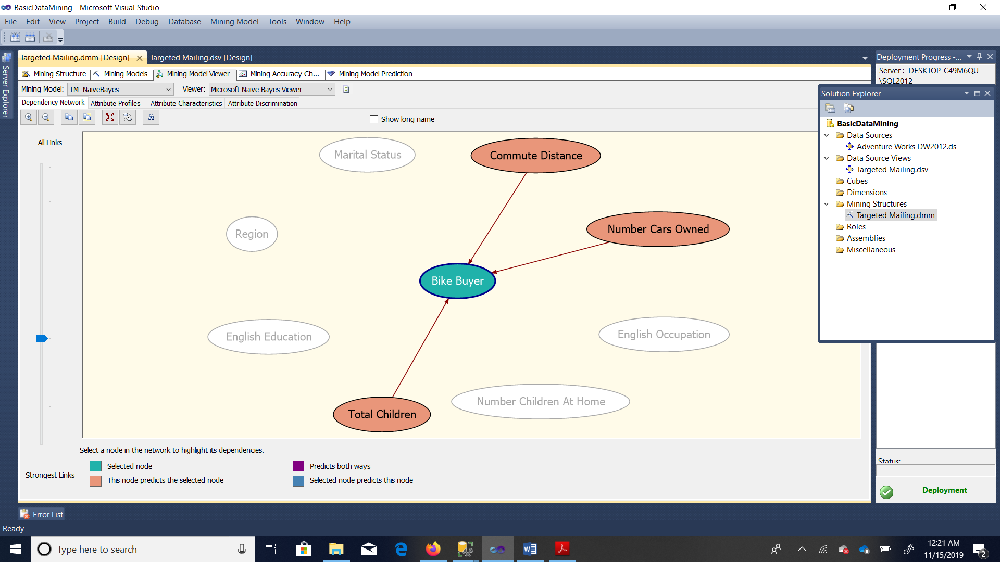 BasicDataMining - Microsoft Visual Studio
File Edit View Project Build Debug Database Mining Model Tools Window Help
Server Explorer
Targeted Mailing.dmm [Design] Targeted Mailing.dsv [Design]
Mining Structure Mining Models Mining Model Viewer Mining Accuracy Ch... Mining Model Prediction
Mining Model: TM_NaiveBayes Viewer: Microsoft Naive Bayes Viewer
Dependency Network Attribute Profiles Attribute Characteristics Attribute Discrimination
Show long name
All Links
Marital Status
Commute Distance
Number Cars Owned
Region
Bike Buyer
English Education
English Occupation
Number Children At Home
Total Children
Select a node in the network to highlight its dependencies.
Selected node
Predicts both ways
Strongest Links
This node predicts the selected node
Selected node predicts this node
Deployment Progress -...
Server : DESKTOP-C49M6QU
\SQL2012
Solution Explorer
BasicDataMining
Data Sources
Adventure Works DW2012.ds
Data Source Views
Targeted Mailing.dsv
Cubes
Dimensions
Mining Structures
Targeted Mailing.dmm
Roles
Assemblies
Miscellaneous
Status:
Deployment
Error List
Ready
Type here to search
12:21 AM
11/15/2019
2